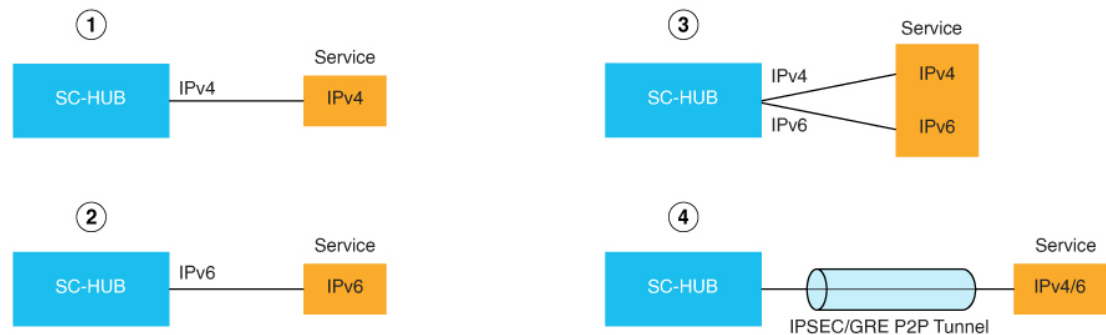 1
Service
SC-HUB
IPv4
IPv4
2
Service
SC-HUB
IPv6
IPv6
3
Service
SC-HUB
IPv4
IPv4
IPv6
IPv6
4
Service
SC-HUB
IPv4/6
IPSEC/GRE P2P Tunnel